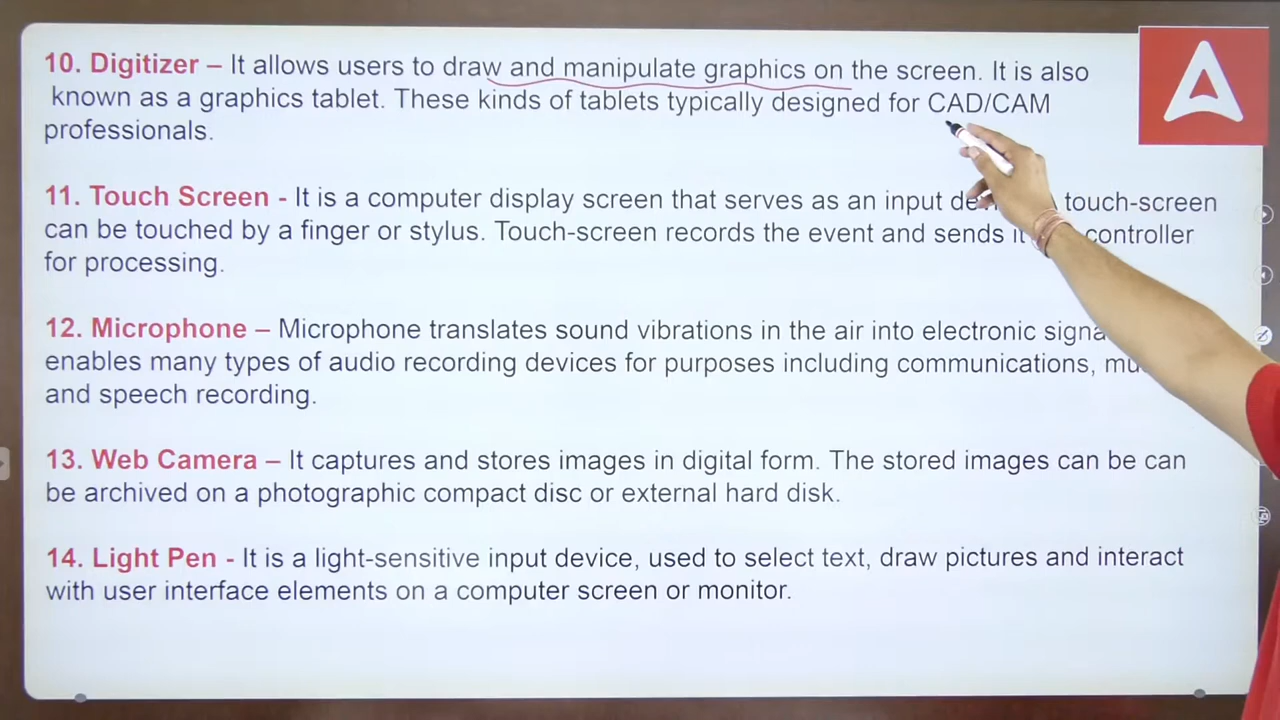 10. Digitizer – It allows users to draw and manipulate graphics on the screen. It is also
known as a graphics tablet. These kinds of tablets typically designed for CAD/CAM
professionals.
11. Touch Screen - It is a computer display screen that serves as an input touch-screen
can be touched by a finger or stylus. Touch-screen records the event and sends it controller
for processing.
12. Microphone – Microphone translates sound vibrations in the air into electronic
enables many types of audio recording devices for purposes including communications,
and speech recording.
13. Web Camera – It captures and stores images in digital form. The stored images can be can
be archived on a photographic compact disc or external hard disk.
14. Light Pen - It is a light-sensitive input device, used to select text, draw pictures and interact
with user interface elements on a computer screen or monitor.